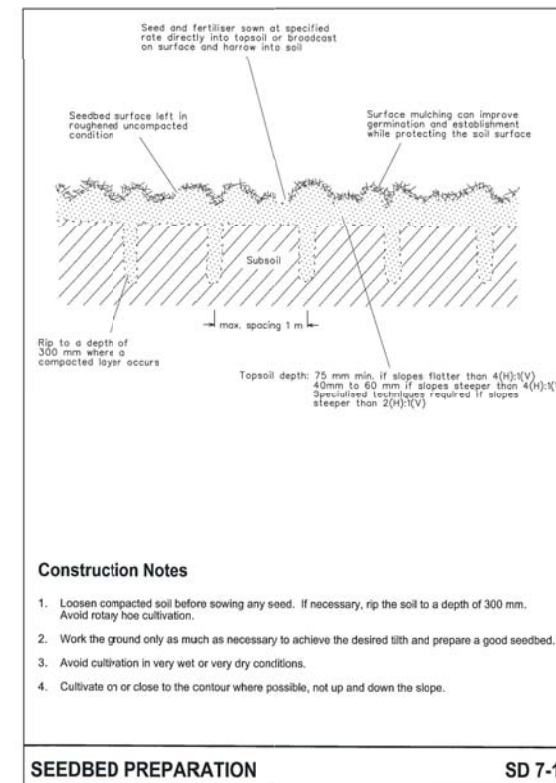 Seed and fertiliser sown at specified
rate directly into topsoil or broadcast
on surface and harrow into soil
Seedbed surface left in
roughened uncompacted
condition
Surface mulching can improve
germination and establishment
while protecting the soil surface
Subsoil
max. spacing 1 m
Rip to a depth of
300 mm where a
compacted layer occurs
Topsoil depth: 75 mm min. if slopes flatter than 4(H):1(V)
40mm to 60 mm if slopes steeper than 4(H):1(V
Specialised techniques required if slopes
steeper than 2(H):1(V)
Construction Notes
1. Loosen compacted soil before sowing any seed. If necessary, rip the soil to a depth of 300 mm.
Avoid rotary hoe cultivation.
2. Work the ground only as much as necessary to achieve the desired tilth and prepare a good seedbed.
3. Avoid cultivation in very wet or very dry conditions.
4. Cultivate on or close to the contour where possible, not up and down the slope.
SEEDBED PREPARATION SD 7-1